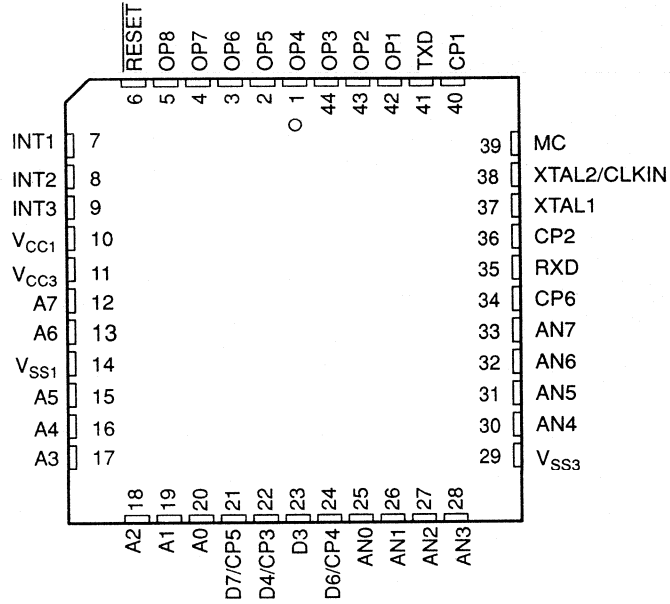 RESET OP8 OP7 OP6 OP5 OP4 OP3 OP2 OP1 TXD CP1
6 5 4 3 2 1 44 43 42 41 40
INT1 7
INT2 8
INT3 9
VCC1 10
VCC3 11
A7 12
A6 13
VSS1 14
A5 15
A4 16
A3 17
39 MC
38 XTAL2/CLKIN
37 XTAL1
36 CP2
35 RXD
34 CP6
33 AN7
32 AN6
31 AN5
30 AN4
29 VSS3
18 19 20 21 22 23 24 25 26 27 28
A2 A1 A0 D7/CP5 D4/CP3 D3 D6/CP4 AN0 AN1 AN2 AN3